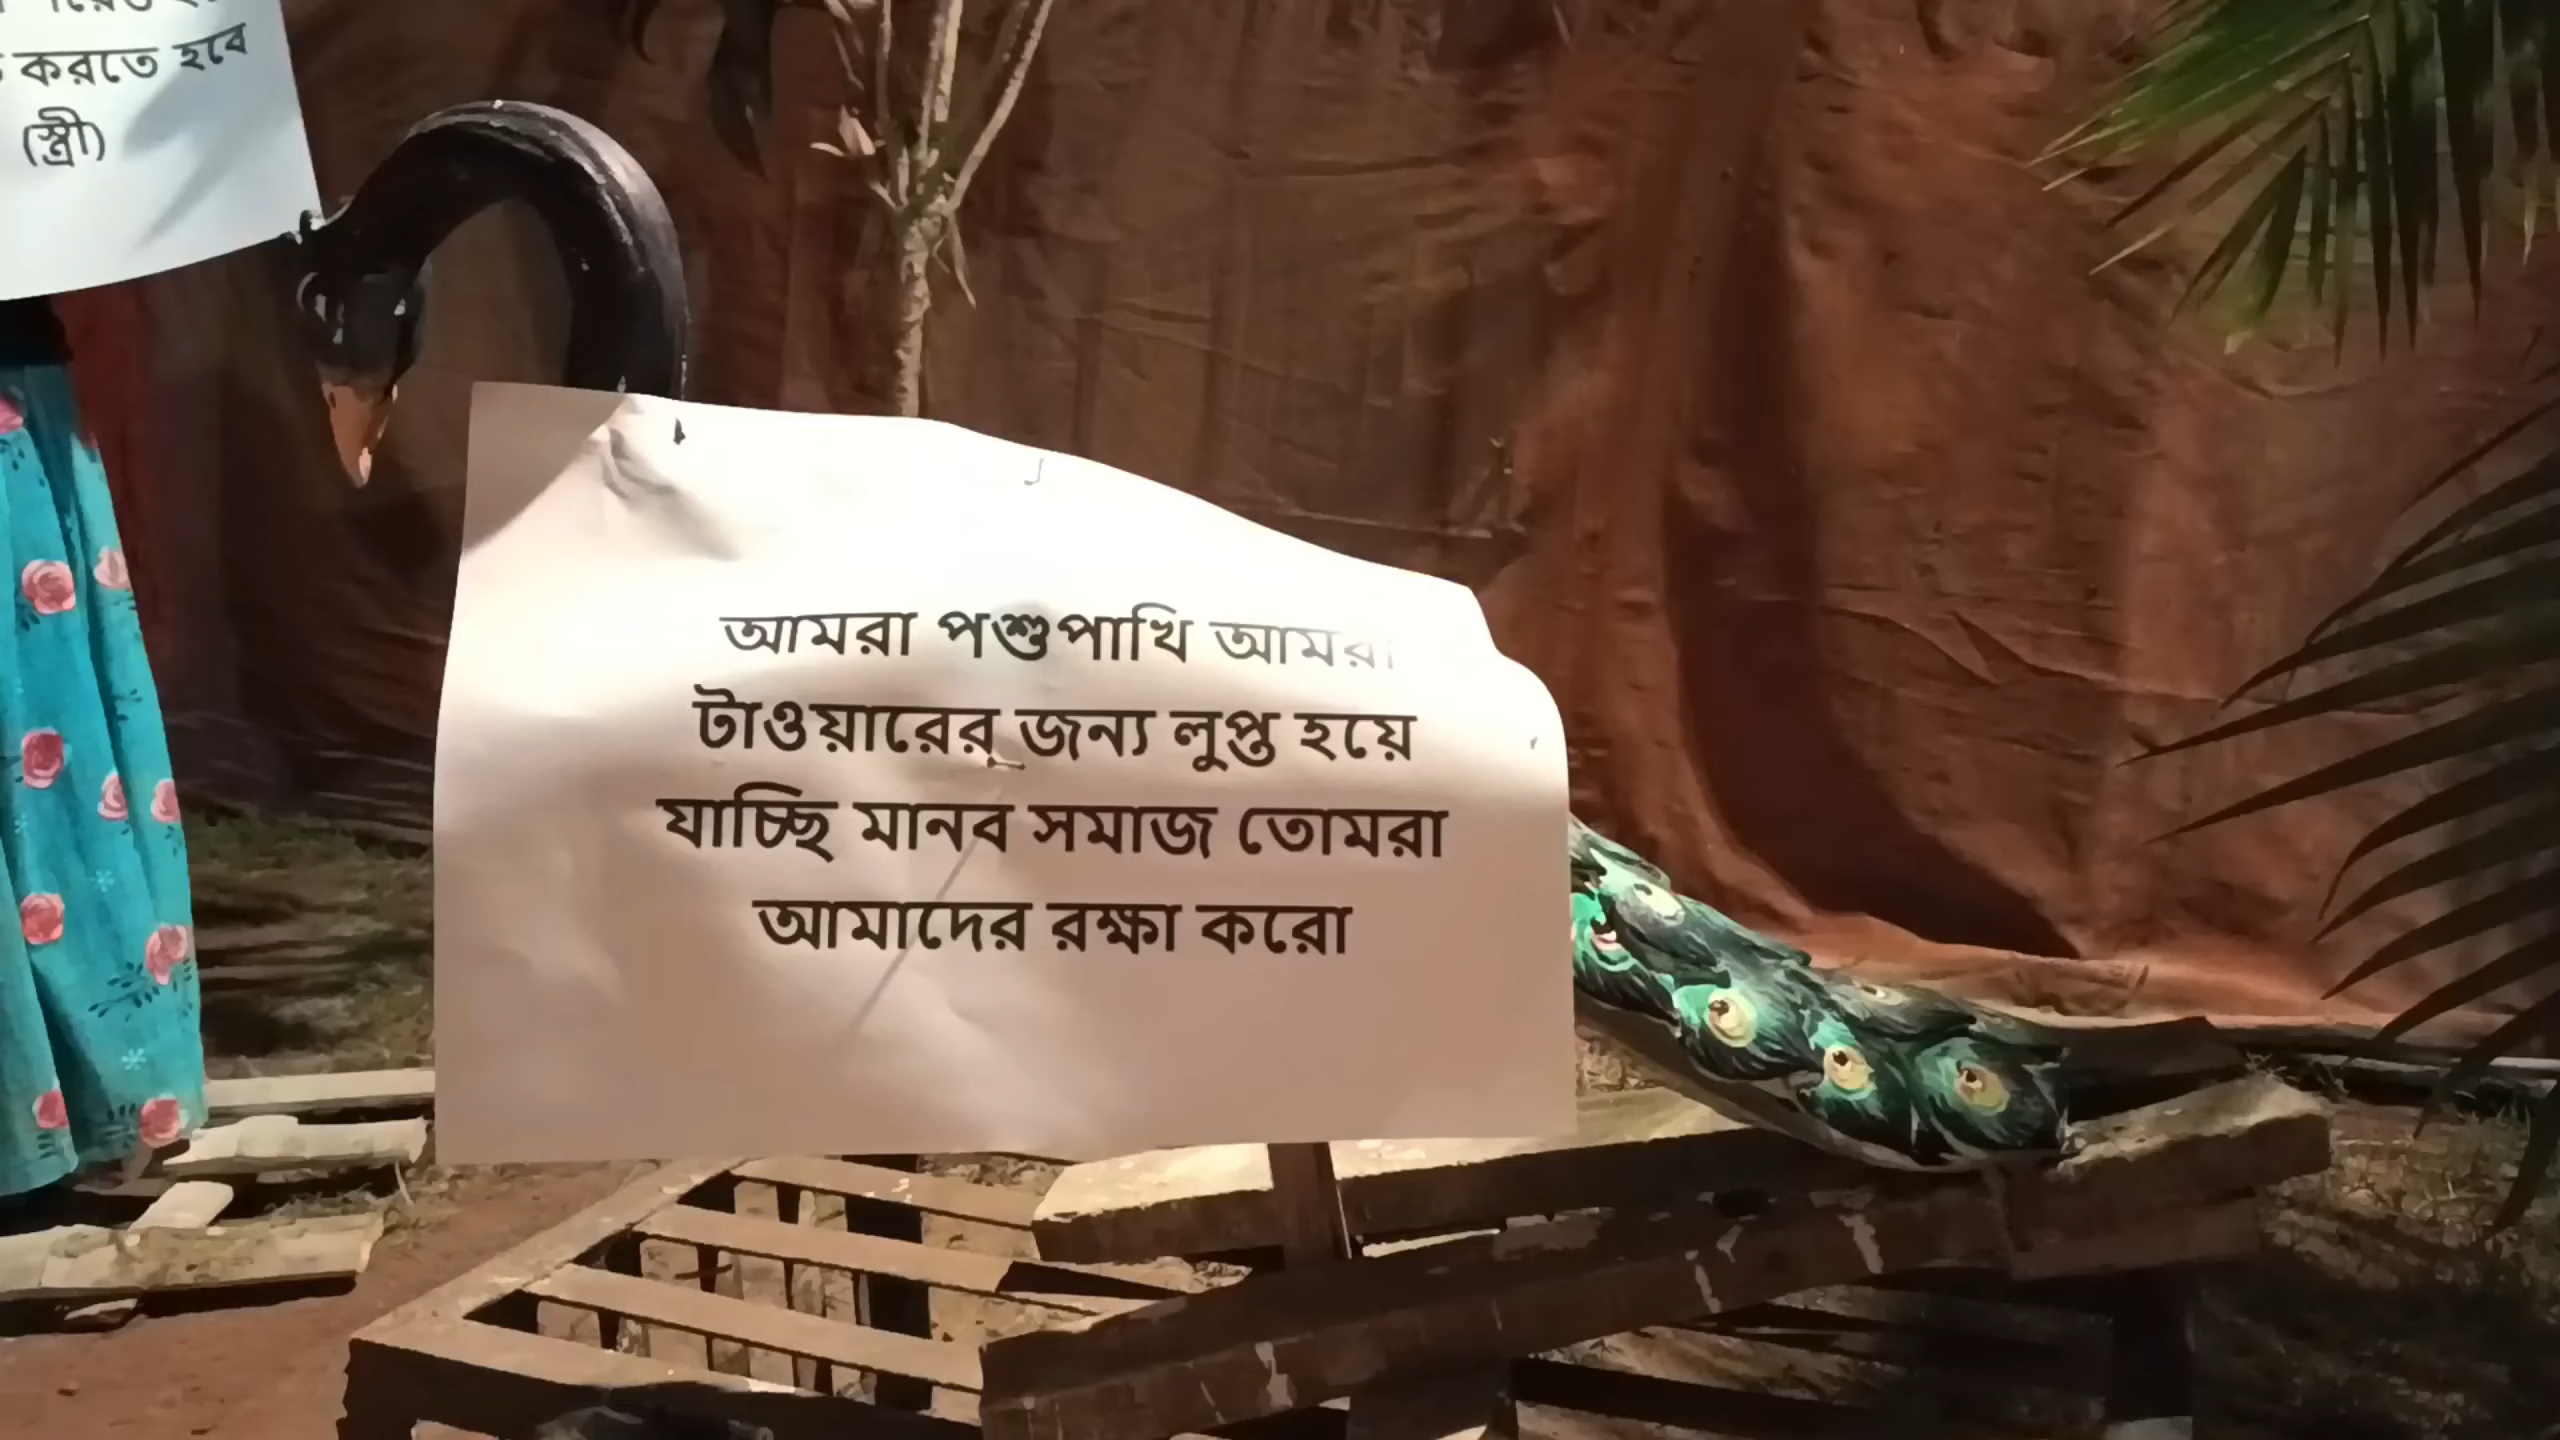 করতে হবে
(স্ত্রী)
আমরা পশুপাখি আমরা
টাওয়ারের জন্য লুপ্ত হয়ে
যাচ্ছি মানব সমাজ তোমরা
আমাদের রক্ষা করো